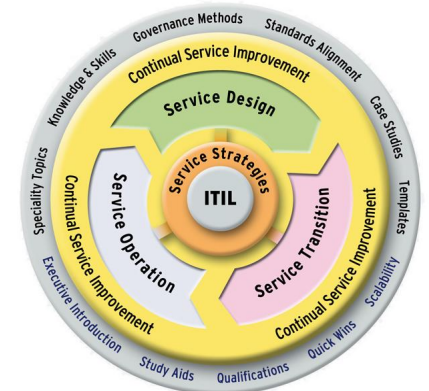 Governance Methods
Standards Alignment
Case Studies
Templates
Scalability
Quick Wins
Qualifications
Study Aids
Executive Introduction
Speciality Topics
Knowledge & Skills
Continual Service Improvement
Continual Service Improvement
Continual Service Improvement
Service Design
Service Transition
Service Operation
Service Strategies
ITIL